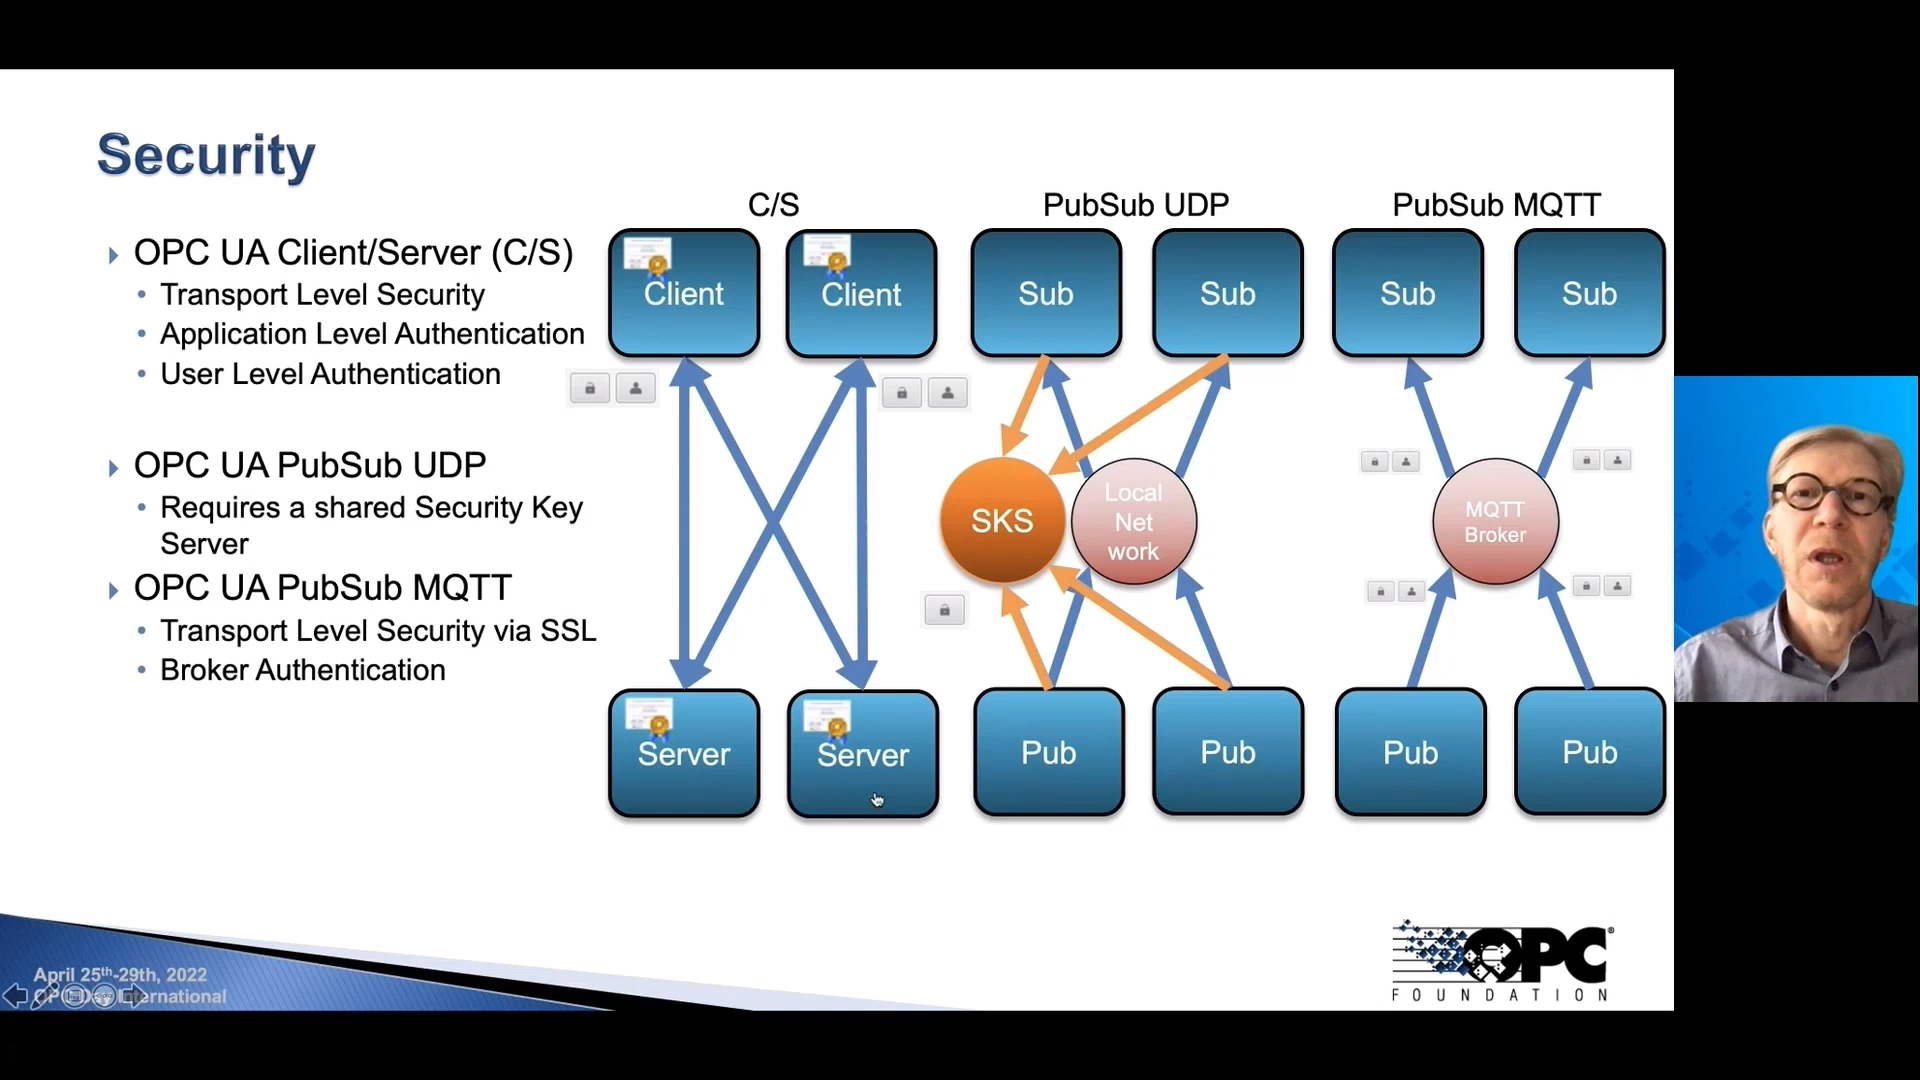 Security
C/S
PubSub UDP
PubSub MQTT
OPC UA Client/Server (C/S)
Transport Level Security
Application Level Authentication
User Level Authentication
OPC UA PubSub UDP
Requires a shared Security Key
Server
OPC UA PubSub MQTT
Transport Level Security via SSL
Broker Authentication
Client
Client
Sub
Sub
Sub
Sub
SKS
Local
Net
work
MQTT
Broker
Server
Server
Pub
Pub
Pub
Pub
April 25th-29th, 2022
International
OPC®
FOUNDATION